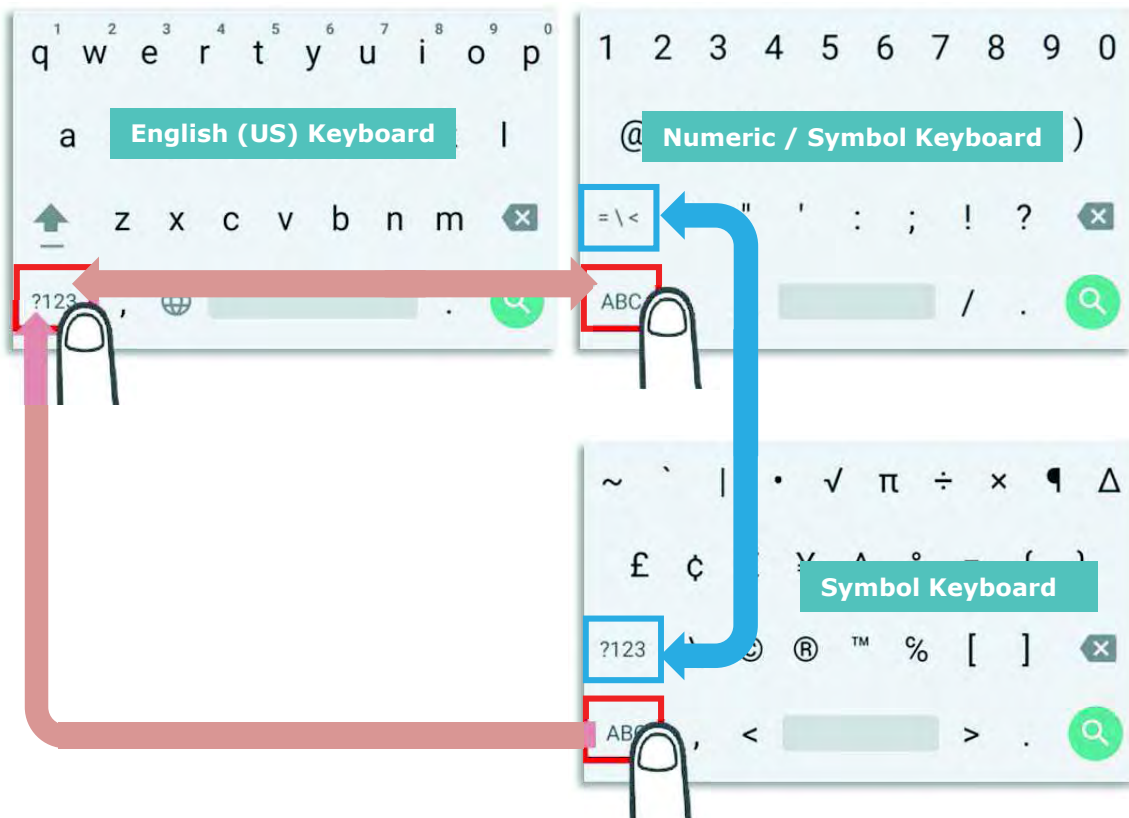 1 2 3 4 5 6 7 8 9 0
q w e r t y u i o p
a English (US) Keyboard l
z x c v b n m
?123 , .
1 2 3 4 5 6 7 8 9 0
@ Numeric / Symbol Keyboard )
= \ < " ' : ; ! ?
ABC / .
~ ` | • √ π ÷ × ¶ Δ
£ ¢
Symbol Keyboard
?123 \ © ® ™ ℅ [ ]
ABC , < > .